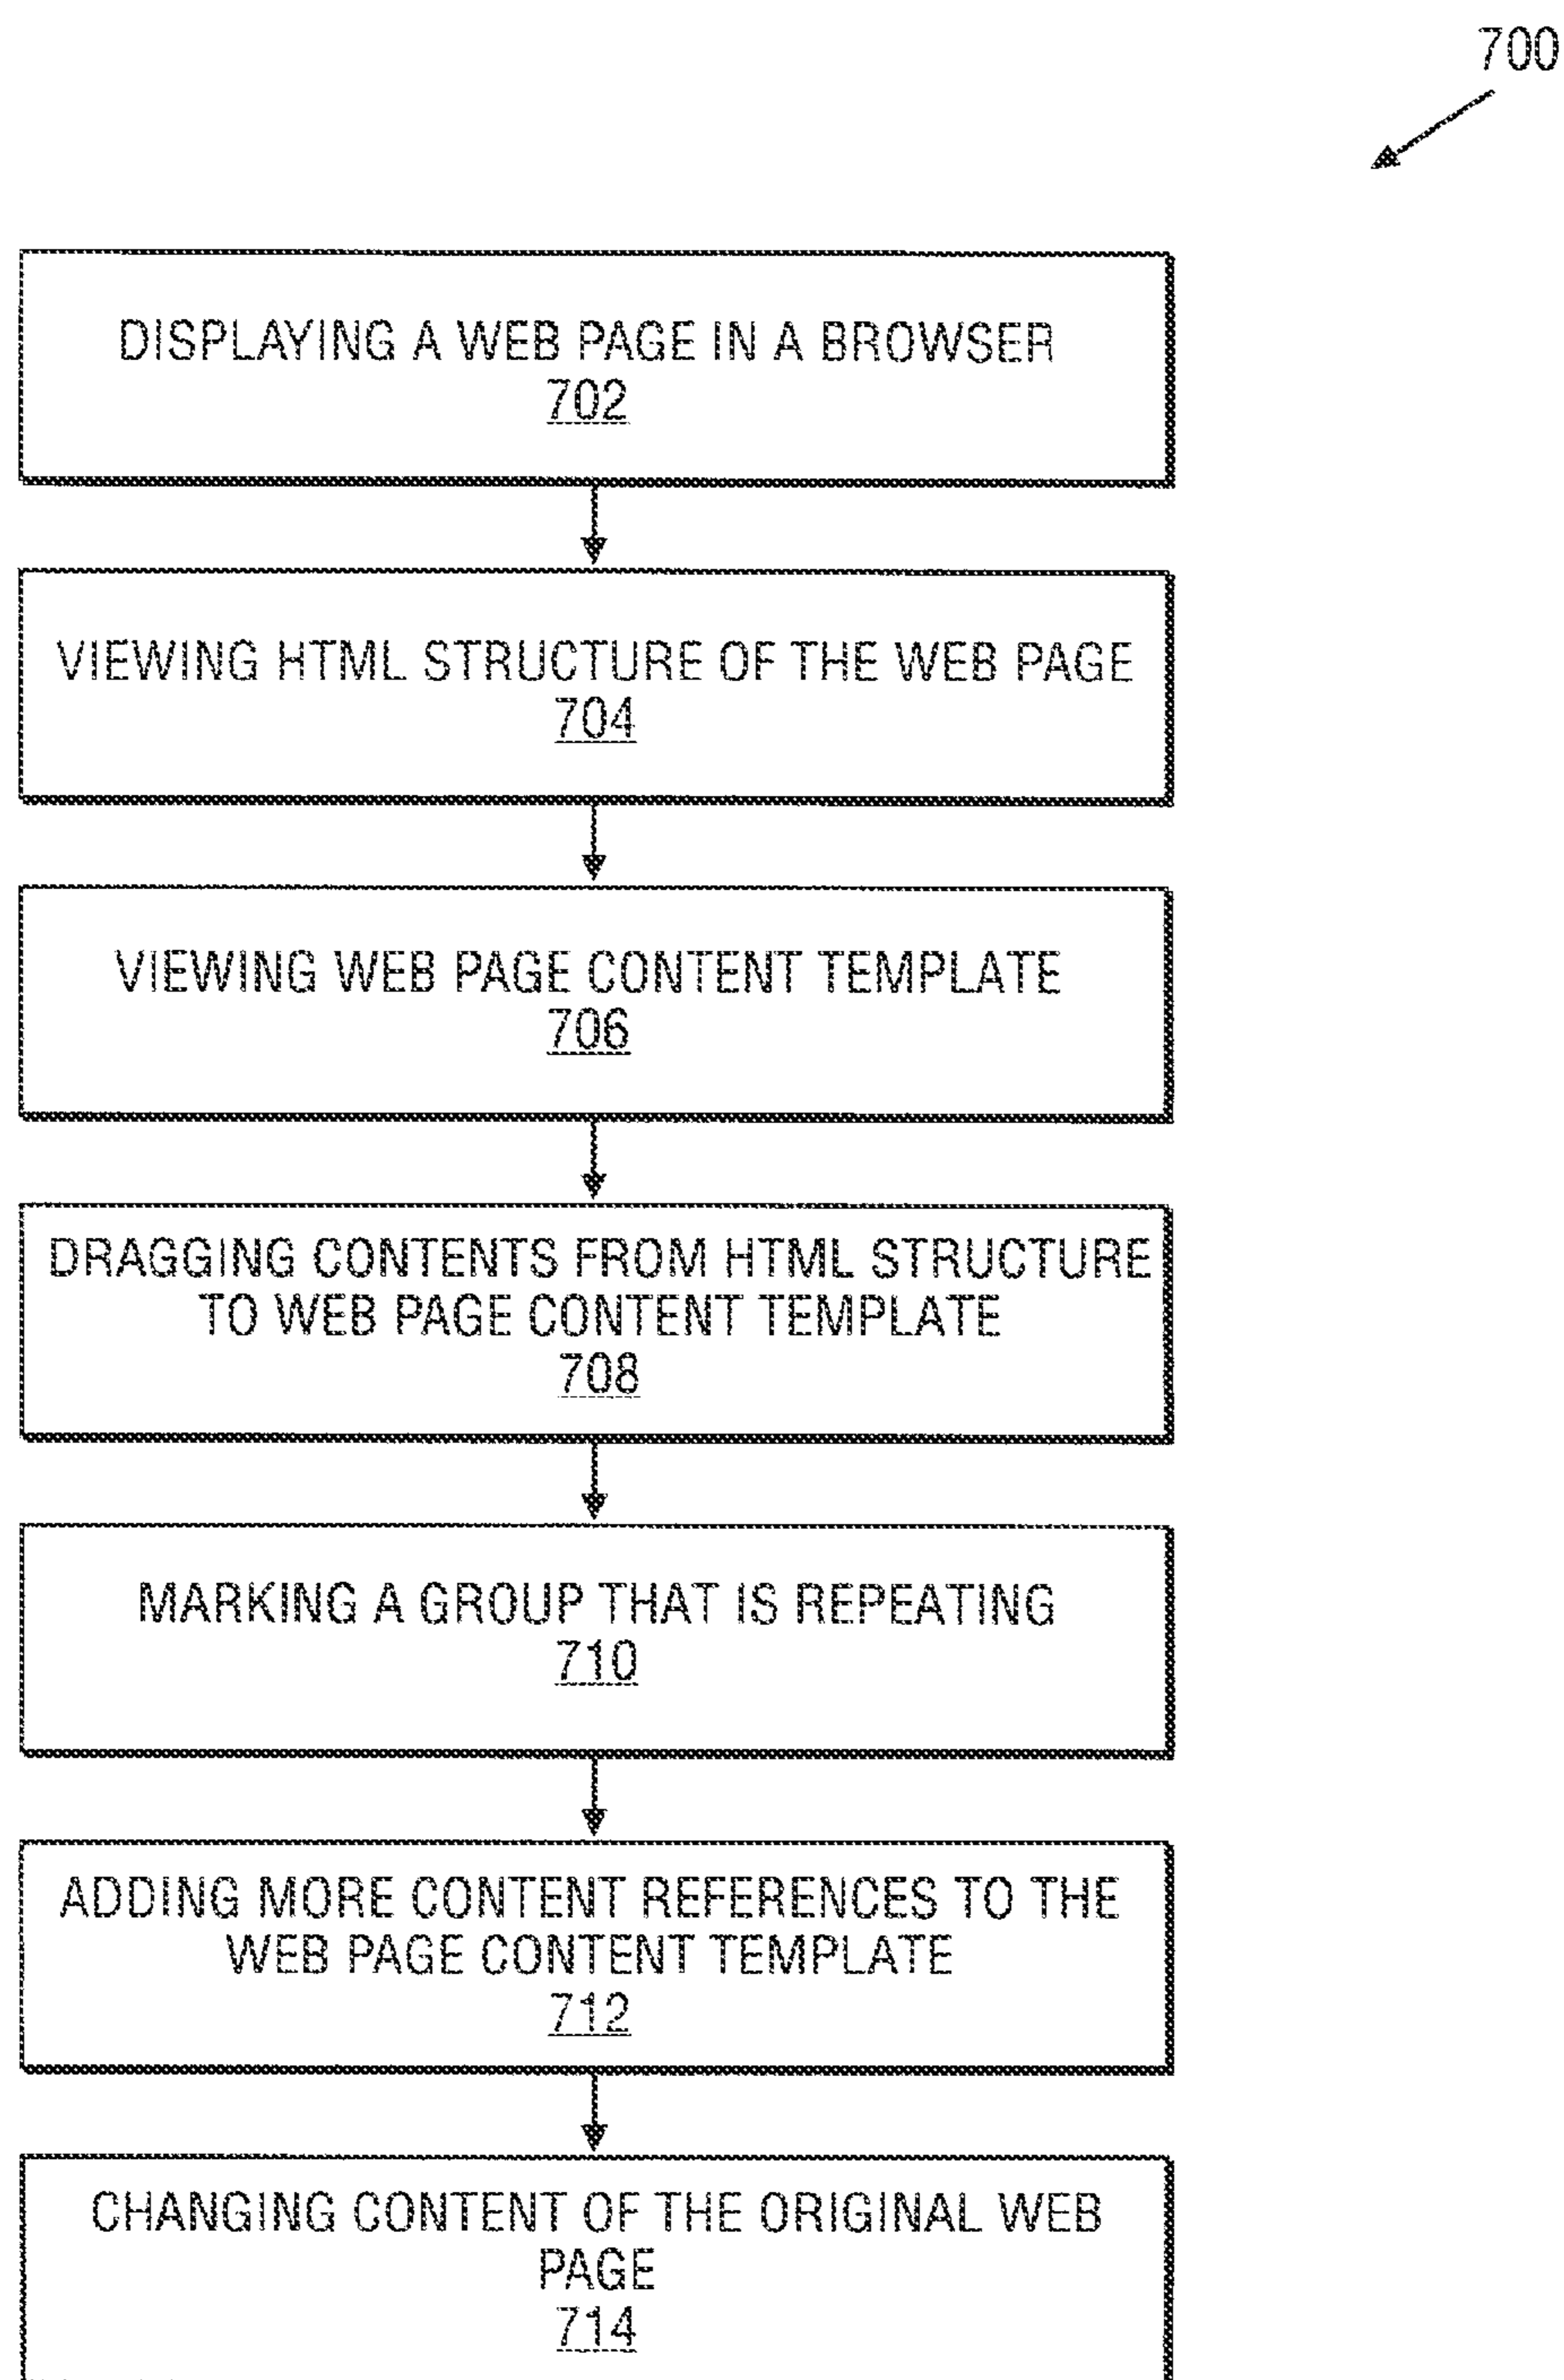 700
DISPLAYING A WEB PAGE IN A BROWSER
702
VIEWING HTML STRUCTURE OF THE WEB PAGE
704
VIEWING WEB PAGE CONTENT TEMPLATE
706
DRAGGING CONTENTS FROM HTML STRUCTURE
TO WEB PAGE CONTENT TEMPLATE
708
MARKING A GROUP THAT IS REPEATING
710
ADDING MORE CONTENT REFERENCES TO THE
WEB PAGE CONTENT TEMPLATE
712
CHANGING CONTENT OF THE ORIGINAL WEB
PAGE
714